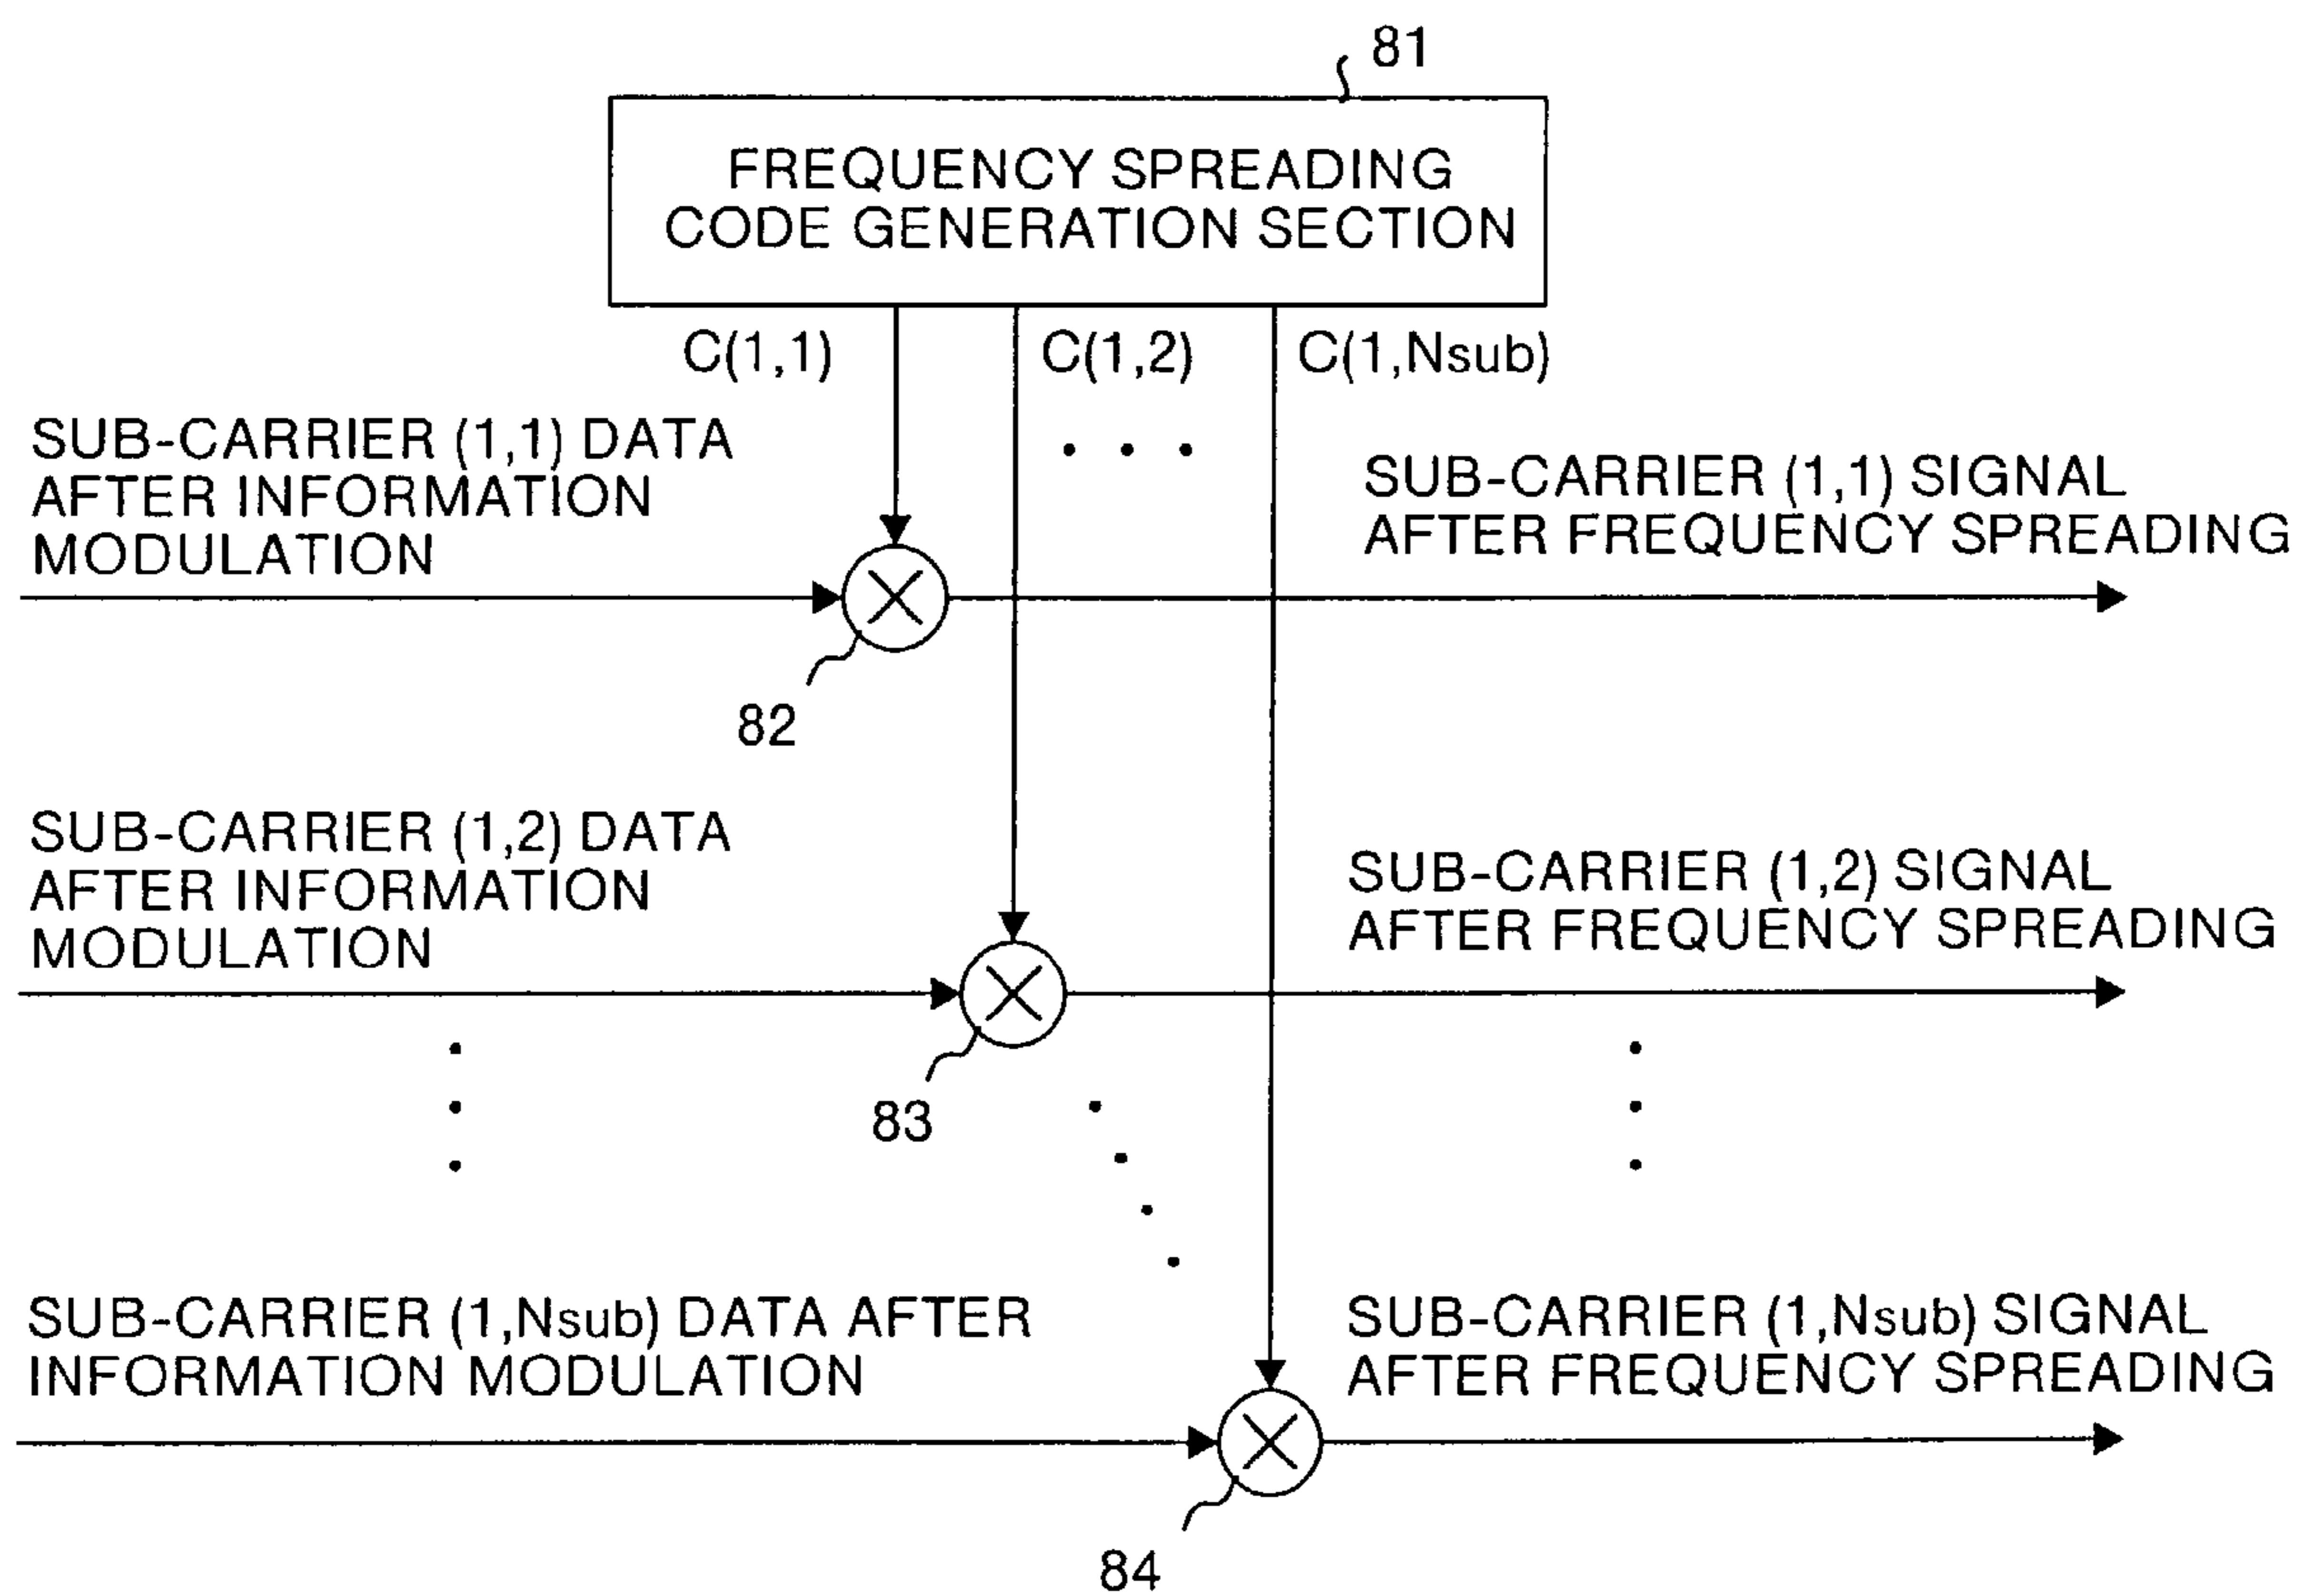 81
FREQUENCY SPREADING
CODE GENERATION SECTION
C(1,1)
C(1,2)
C(1,Nsub)
SUB-CARRIER (1,1) DATA
AFTER INFORMATION
MODULATION
SUB-CARRIER (1,1) SIGNAL
AFTER FREQUENCY SPREADING
82
SUB-CARRIER (1,2) DATA
AFTER INFORMATION
MODULATION
SUB-CARRIER (1,2) SIGNAL
AFTER FREQUENCY SPREADING
83
SUB-CARRIER (1,Nsub) DATA AFTER
INFORMATION MODULATION
SUB-CARRIER (1,Nsub) SIGNAL
AFTER FREQUENCY SPREADING
84